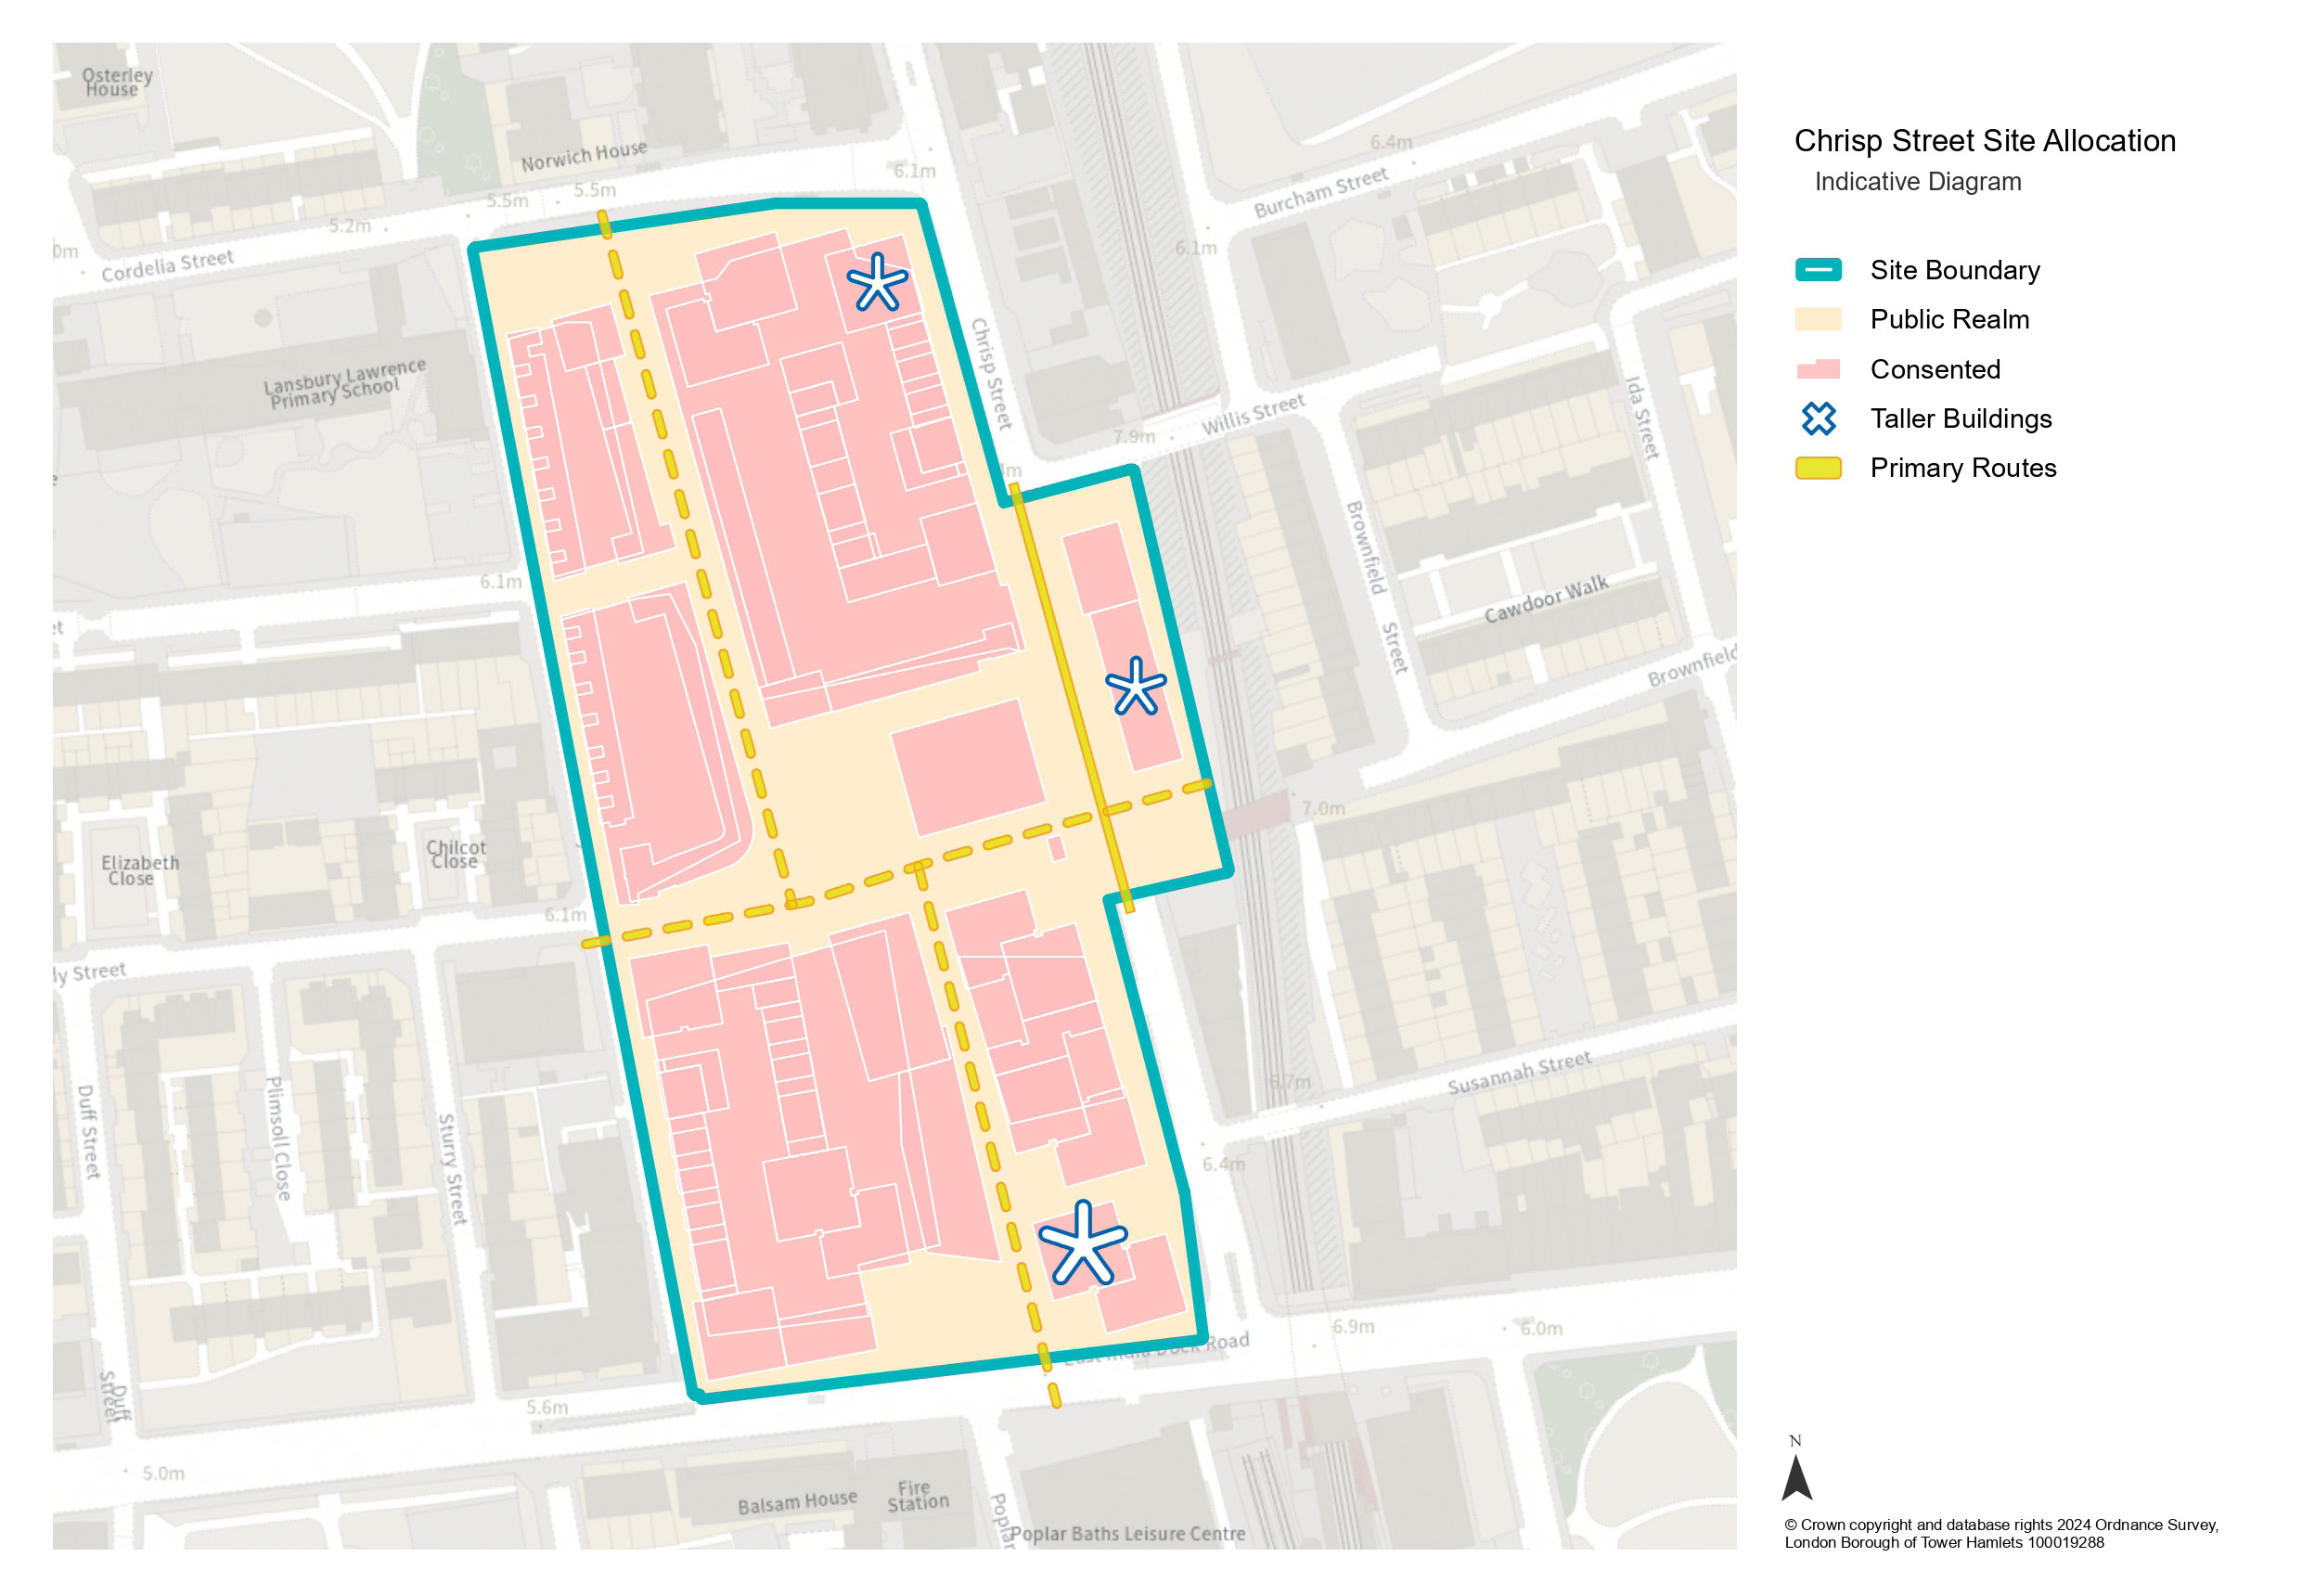 Chrisp Street Site Allocation
Indicative Diagram
Site Boundary
Public Realm
Consented
Taller Buildings
Primary Routes
Osterley
House
Norwich House
5.5m
5.5m
5.2m
6.1m
0m
Cordelia Street
6.4m
Burcham Street
6.1m
Lansbury Lawrence
Primary School
Chrisp Street
7.9m
Willis Street
Ida Street
Brownfield Street
Cawdoor Walk
Brownfield
6.1m
7.0m
Elizabeth
Close
Chilcot
Close
6.1m
Street
Duff Street
Plimsoll Close
Sturry Street
6.7m
Susannah Street
6.4m
East India Dock Road
6.9m
6.0m
Duff
Street
5.6m
5.0m
Balsam House
Fire
Station
Poplar Baths Leisure Centre
N
© Crown copyright and database rights 2024 Ordnance Survey,
London Borough of Tower Hamlets 100019288